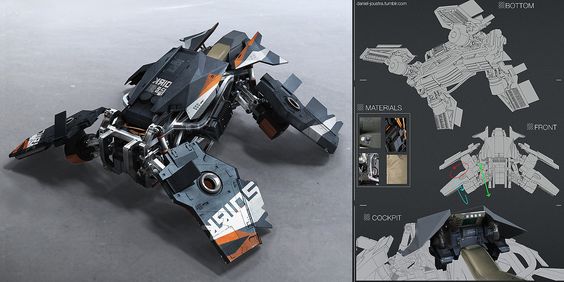 daniel-joustra.tumblr.com
BOTTOM
MATERIALS
FRONT
COCKPIT